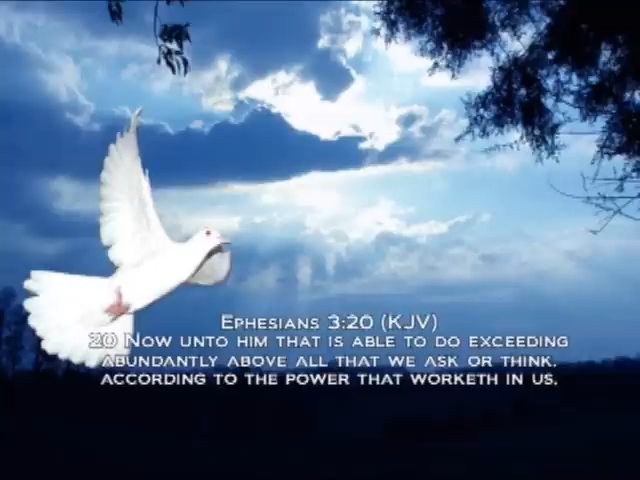 Ephesians 3:20 (KJV)
20 Now unto him that is able to do exceeding
abundantly above all that we ask or think,
according to the power that worketh in us,